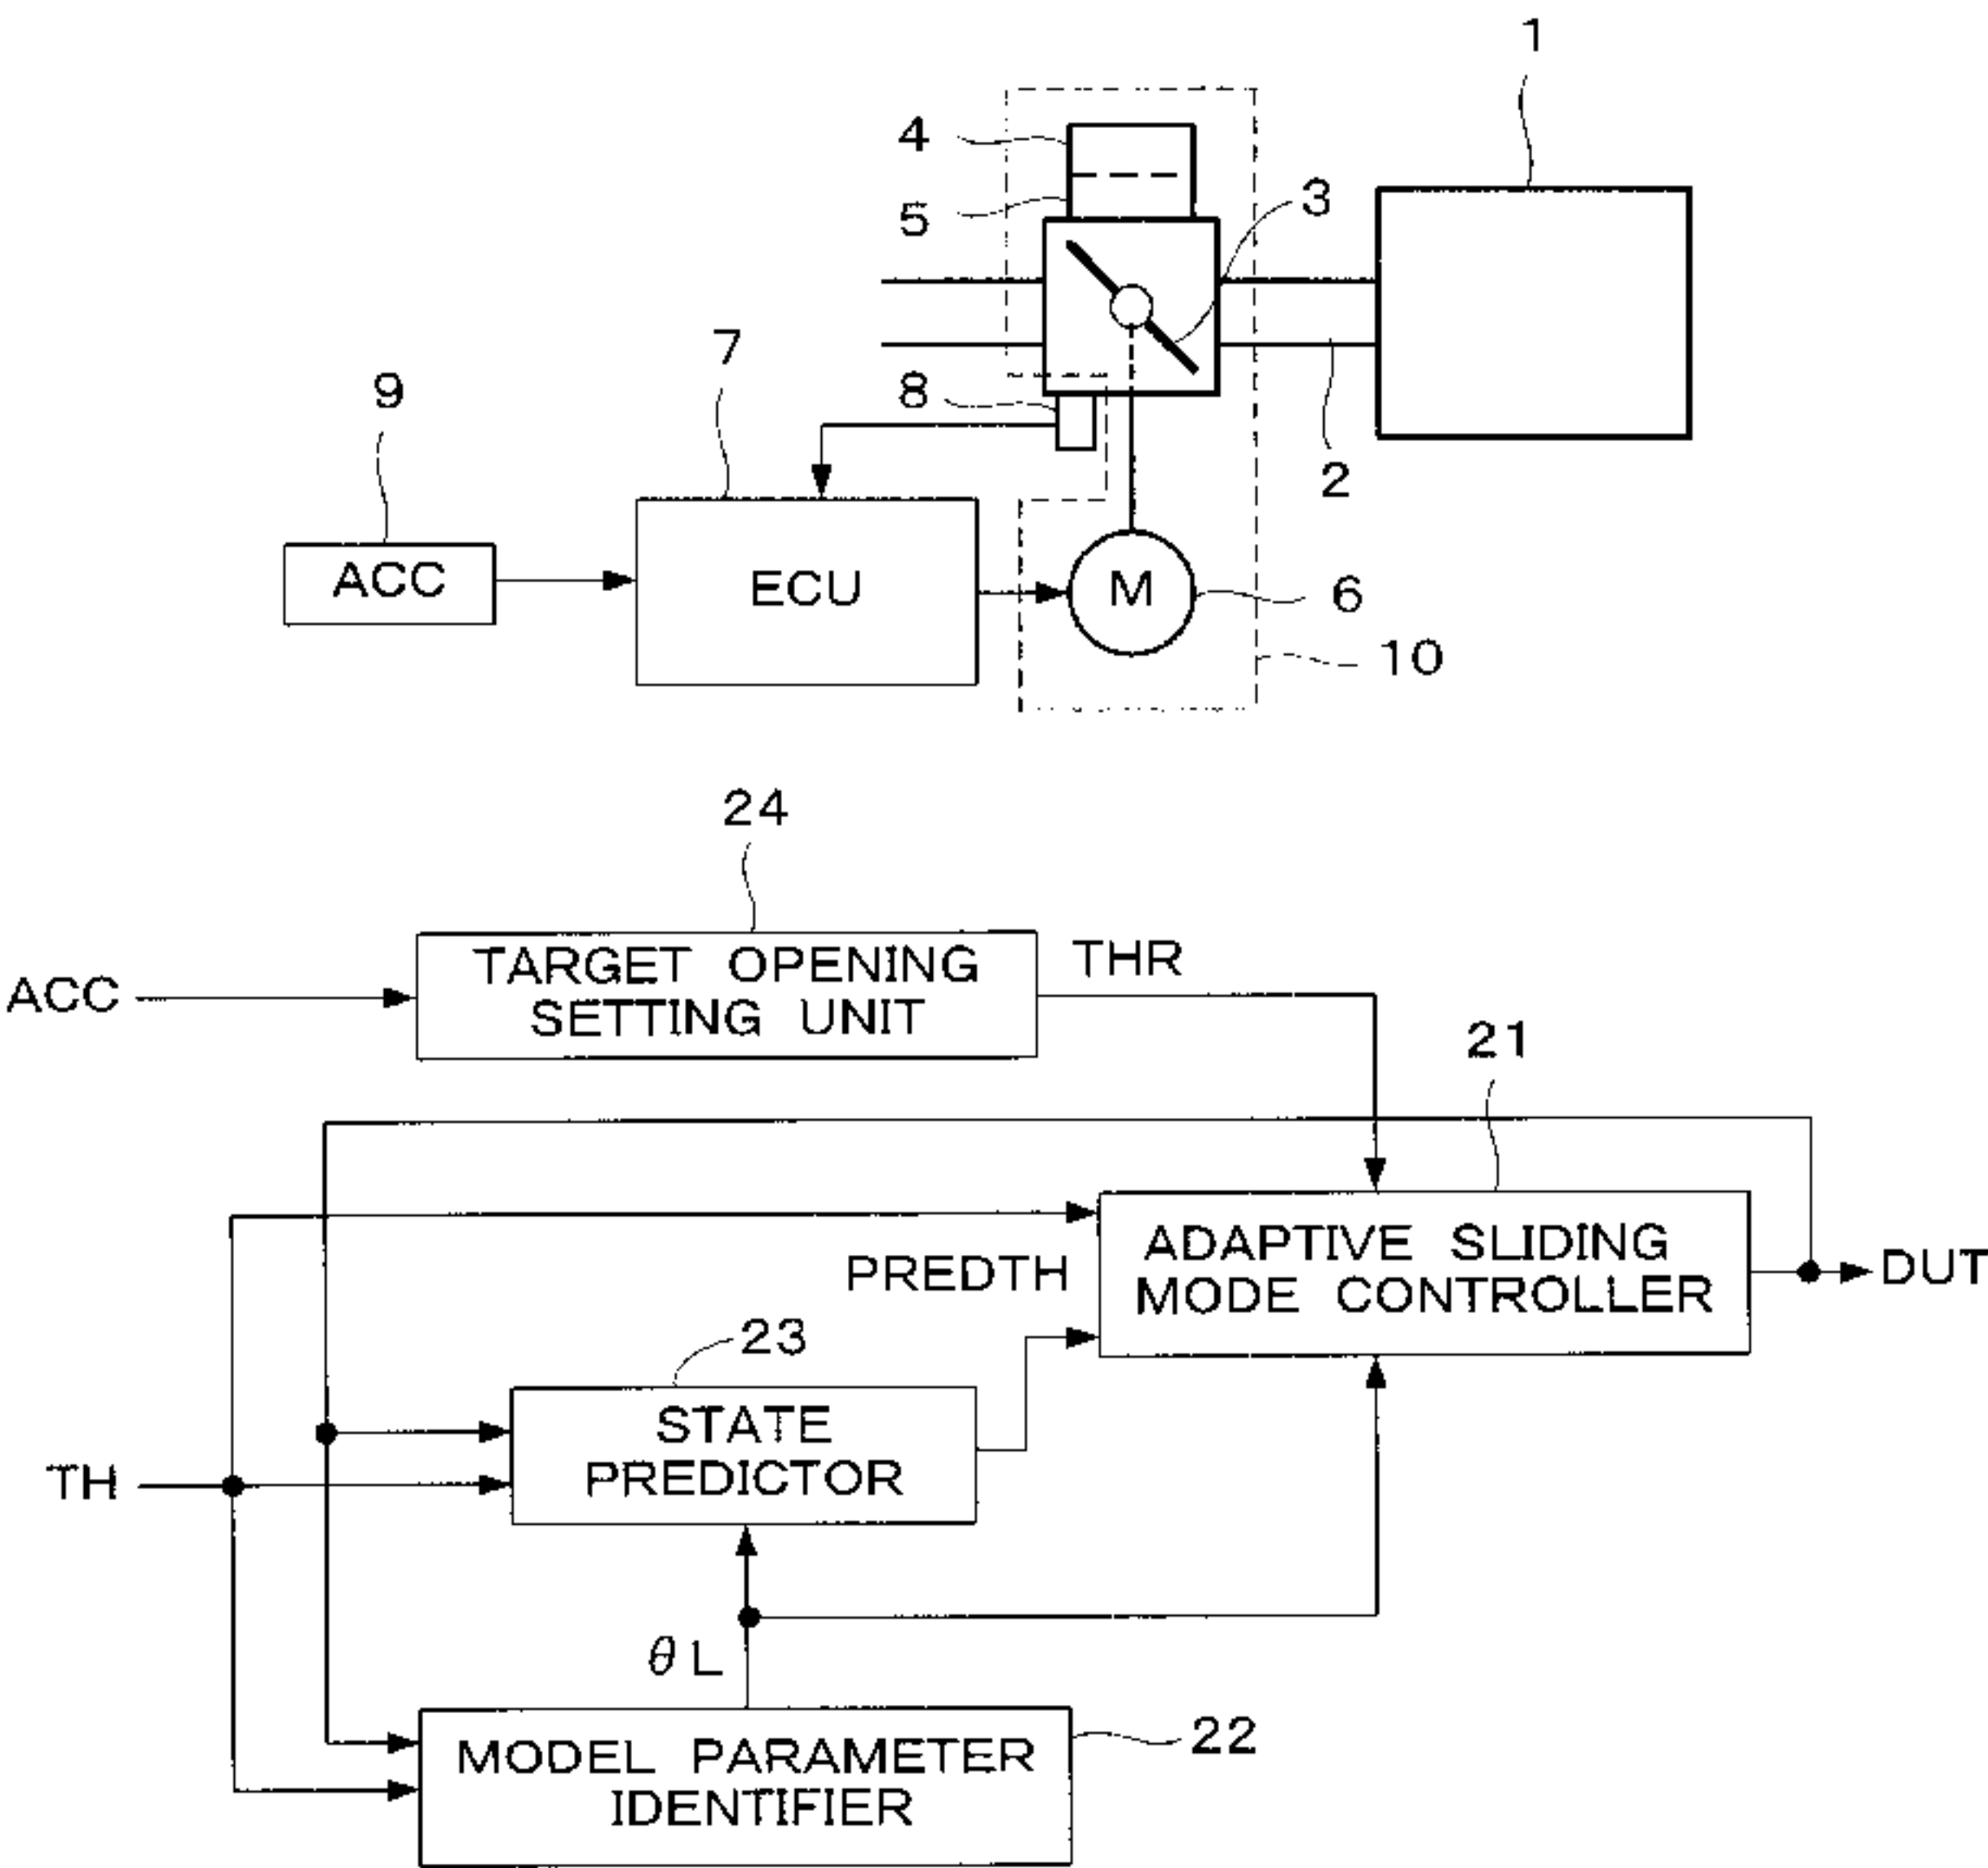 1
4
5
3
7
9
8
2
ACC
ECU
M
6
10
24
TARGET OPENING
SETTING UNIT
THR
ACC
21
ADAPTIVE SLIDING
MODE CONTROLLER
PREDTH
DUT
23
STATE
PREDICTOR
TH
θL
MODEL PARAMETER
IDENTIFIER
22